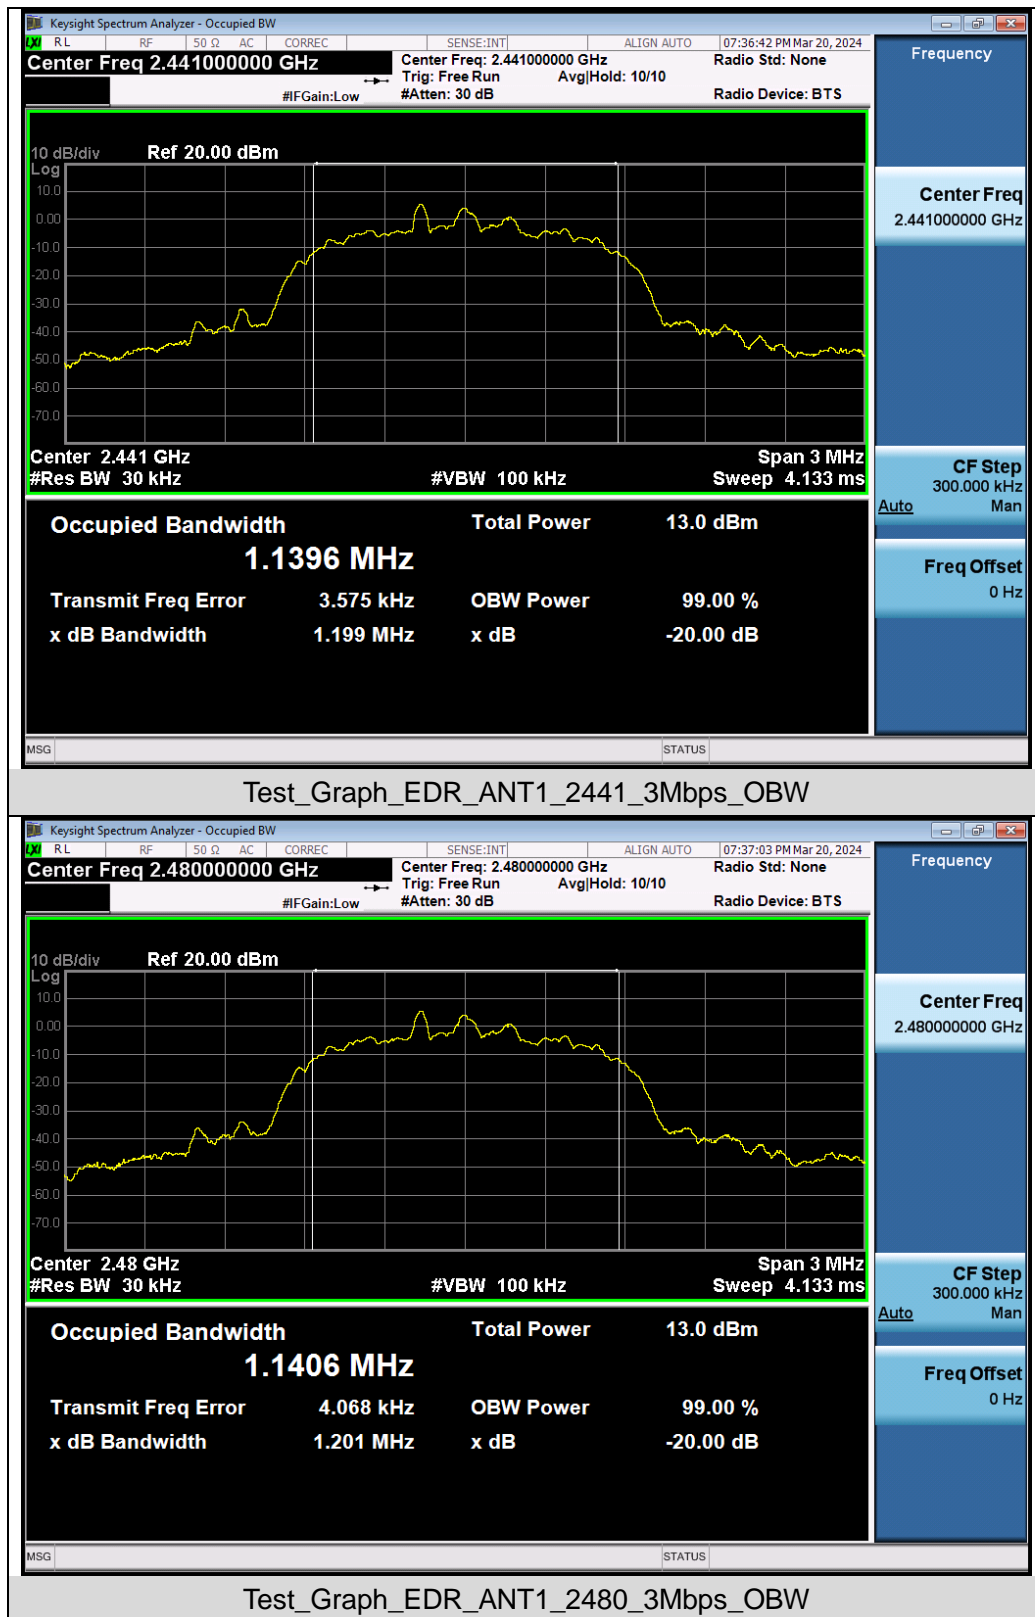 Keysight Spectrum Analyzer - Occupied BW
LXI RL RF 50 Ω AC CORREC SENSE:INT ALIGN AUTO 07:36:42 PM Mar 20, 2024
Center Freq 2.441000000 GHz Center Freq: 2.441000000 GHz Radio Std: None
Trig: Free Run Avg|Hold: 10/10
#IFGain:Low #Atten: 30 dB Radio Device: BTS
10 dB/div Ref 20.00 dBm
Log
10.0
0.00
-10.0
-20.0
-30.0
-40.0
-50.0
-60.0
-70.0
Center 2.441 GHz Span 3 MHz
#Res BW 30 kHz #VBW 100 kHz Sweep 4.133 ms
Occupied Bandwidth Total Power 13.0 dBm
1.1396 MHz
Transmit Freq Error 3.575 kHz OBW Power 99.00 %
x dB Bandwidth 1.199 MHz x dB -20.00 dB
MSG STATUS
Frequency
Center Freq
2.441000000 GHz
CF Step
300.000 kHz
Auto Man
Freq Offset
0 Hz
Test_Graph_EDR_ANT1_2441_3Mbps_OBW
Keysight Spectrum Analyzer - Occupied BW
LXI RL RF 50 Ω AC CORREC SENSE:INT ALIGN AUTO 07:37:03 PM Mar 20, 2024
Center Freq 2.480000000 GHz Center Freq: 2.480000000 GHz Radio Std: None
Trig: Free Run Avg|Hold: 10/10
#IFGain:Low #Atten: 30 dB Radio Device: BTS
10 dB/div Ref 20.00 dBm
Log
10.0
0.00
-10.0
-20.0
-30.0
-40.0
-50.0
-60.0
-70.0
Center 2.48 GHz Span 3 MHz
#Res BW 30 kHz #VBW 100 kHz Sweep 4.133 ms
Occupied Bandwidth Total Power 13.0 dBm
1.1406 MHz
Transmit Freq Error 4.068 kHz OBW Power 99.00 %
x dB Bandwidth 1.201 MHz x dB -20.00 dB
MSG STATUS
Frequency
Center Freq
2.480000000 GHz
CF Step
300.000 kHz
Auto Man
Freq Offset
0 Hz
Test_Graph_EDR_ANT1_2480_3Mbps_OBW